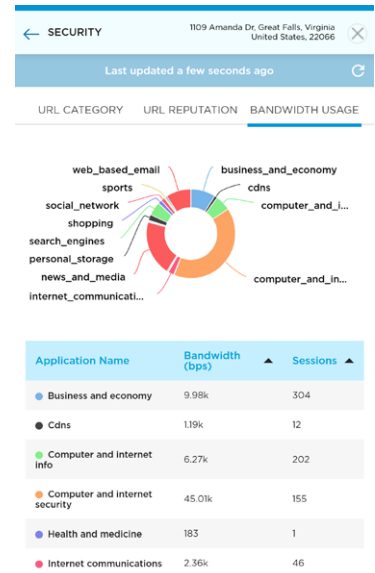 SECURITY
1109 Amanda Dr, Great Falls, Virginia
United States, 22066
Last updated a few seconds ago
URL CATEGORY URL REPUTATION BANDWIDTH USAGE
web_based_email
business_and_economy
sports
cdns
social_network
computer_and_i...
shopping
search_engines
personal_storage
news_and_media
computer_and_in...
internet_communicati...
Application Name Bandwidth (bps) Sessions
Business and economy 9.98k 304
Cdns 1.19k 12
Computer and internet
info 6.27k 202
Computer and internet
security 45.01k 155
Health and medicine 183 1
Internet communications 2.36k 46